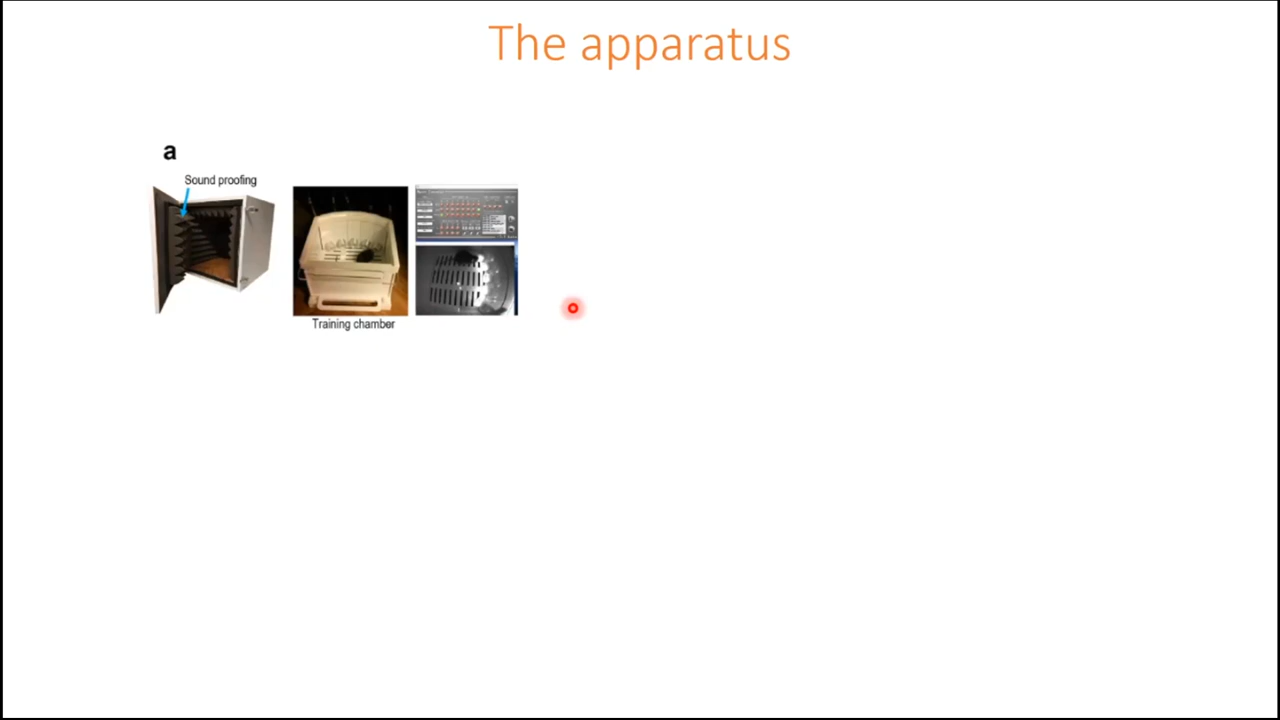 The apparatus
a
Sound proofing
Training chamber